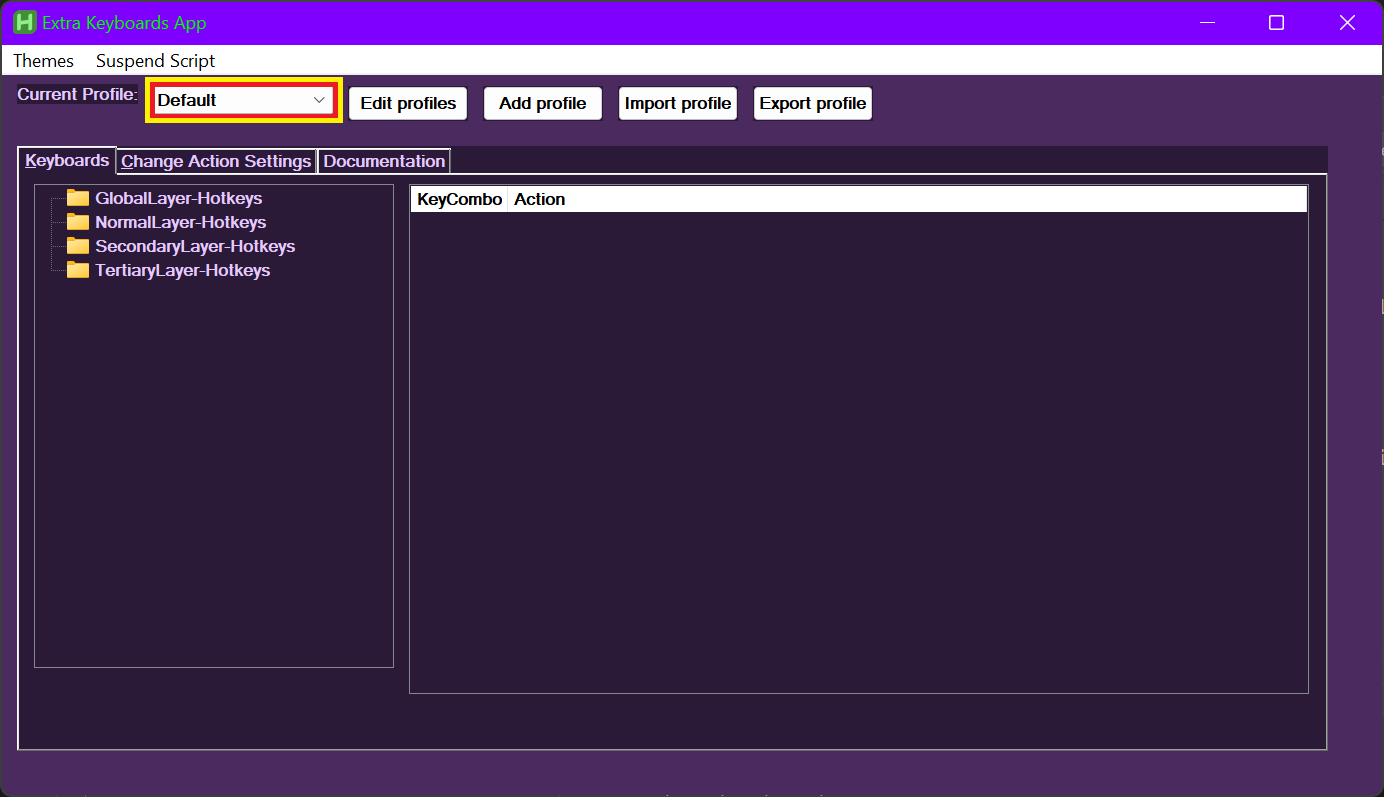 Extra Keyboards App
Themes Suspend Script
Current Profile: Default Edit profiles Add profile Import profile Export profile
Keyboards Change Action Settings Documentation
GlobalLayer-Hotkeys
NormalLayer-Hotkeys
SecondaryLayer-Hotkeys
TertiaryLayer-Hotkeys
KeyCombo Action